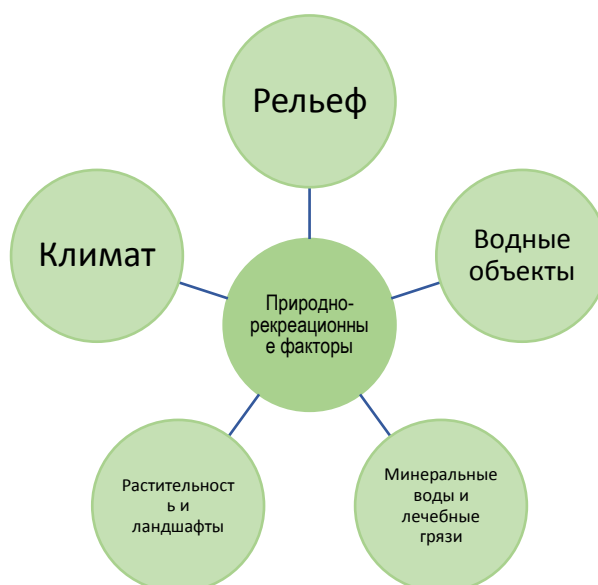 Рельеф
Климат
Водные
объекты
Природно-
рекреационны
е факторы
Растительност
ь и
ландшафты
Минеральные
воды и
лечебные
грязи